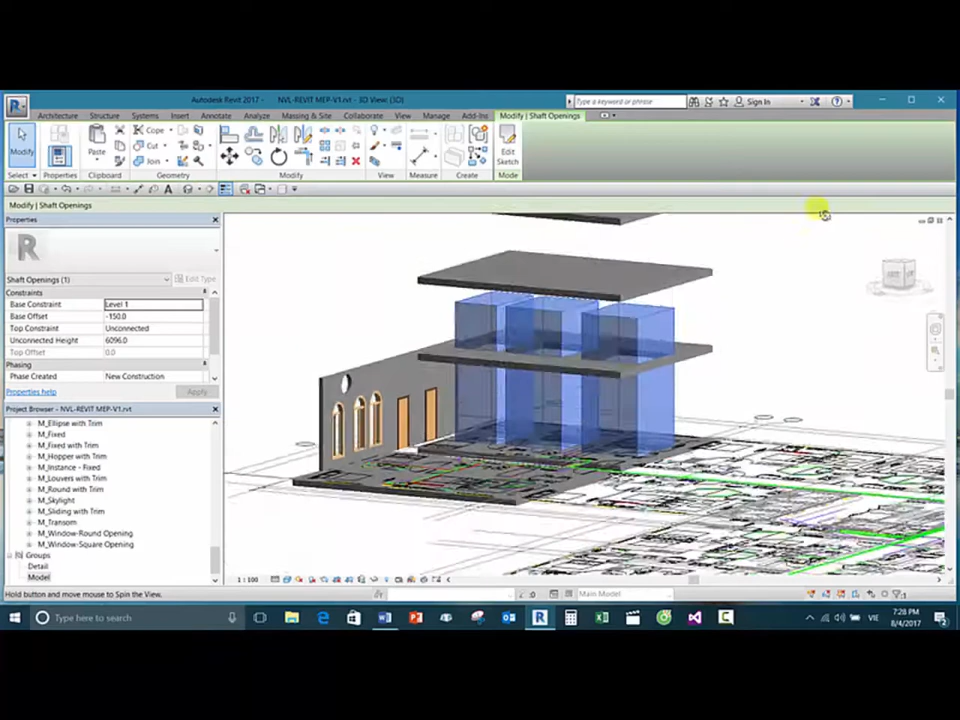 Autodesk Revit 2017 - NVL-REVIT MEP-V1.rvt - 3D View: {3D}
Type a keyword or phrase
Sign In
Architecture Structure Systems Insert Annotate Analyze Massing & Site Collaborate View Manage Add-Ins Modify | Shaft Openings
Modify
Paste
Cope
Cut
Join
Edit
Sketch
Select Properties Clipboard Geometry Modify View Measure Create Mode
Modify | Shaft Openings
Properties
Shaft Openings (1)
Edit Type
Constraints
Base Constraint Level 1
Base Offset -150.0
Top Constraint Unconnected
Unconnected Height 6096.0
Top Offset 0.0
Phasing
Phase Created New Construction
Properties help
Apply
Project Browser - NVL-REVIT MEP-V1.rvt
M_Ellipse with Trim
M_Fixed
M_Fixed with Trim
M_Hopper with Trim
M_Instance - Fixed
M_Louvers with Trim
M_Round with Trim
M_Skylight
M_Sliding with Trim
M_Transom
M_Window-Round Opening
M_Window-Square Opening
Groups
Detail
Model
1 : 100
Hold button and move mouse to Spin the View.
:0
Main Model
:1
Type here to search
VIE
7:28 PM
8/4/2017